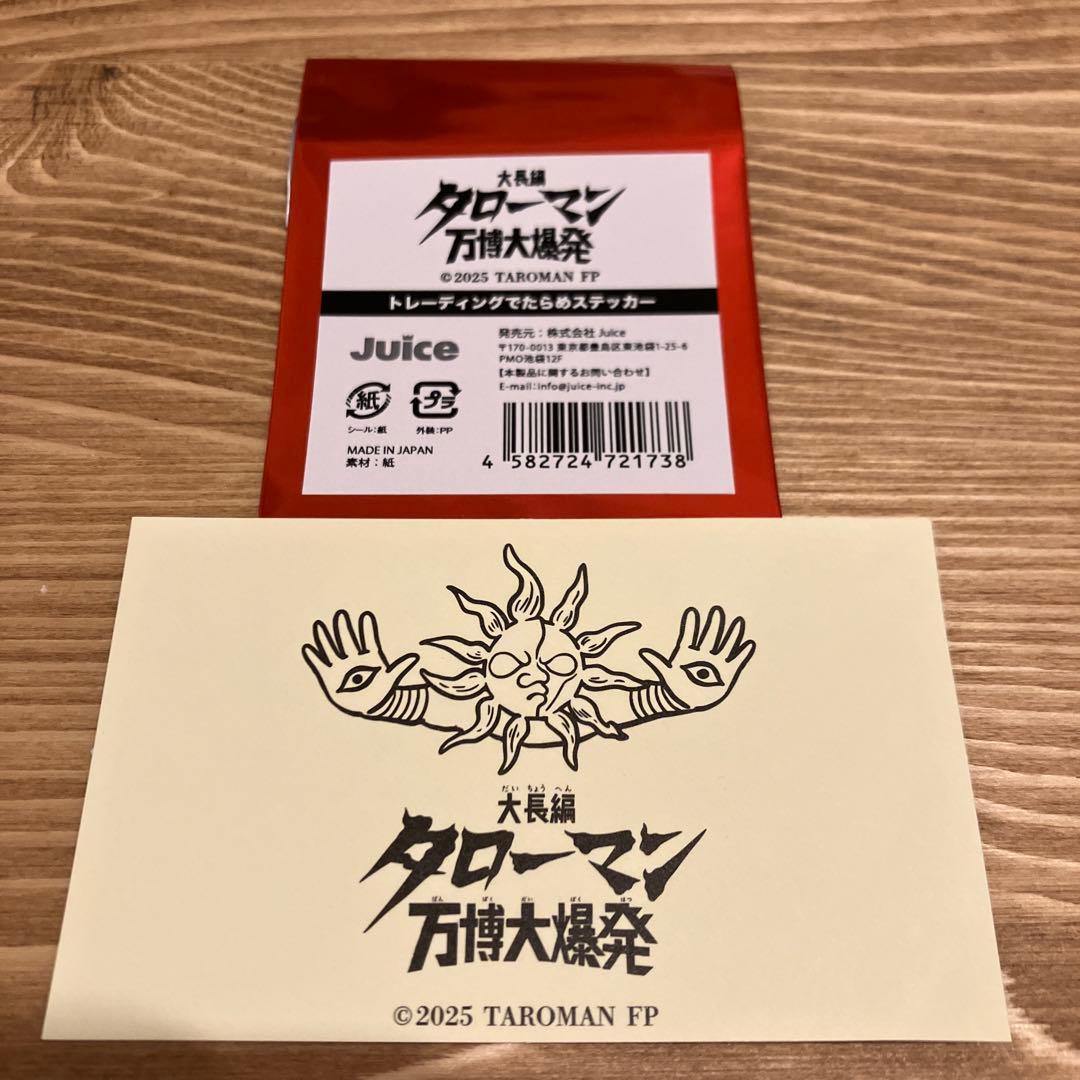 大長編
タローマン
万博大爆発
©2025 TAROMAN FP
トレーディングでたらめステッカー
Juice
発売元：株式会社Juice
〒170-0013 東京都豊島区東池袋1-25-6
PMO池袋12F
【本製品に関するお問い合わせ】
E-mail：info@juice-inc.jp
紙
プラ
シール：紙
外装：PP
MADE IN JAPAN
素材：紙
4 582724 721738
だいちょうへん
大長編
タローマン
ばんぱくだいばくはつ
万博大爆発
©2025 TAROMAN FP